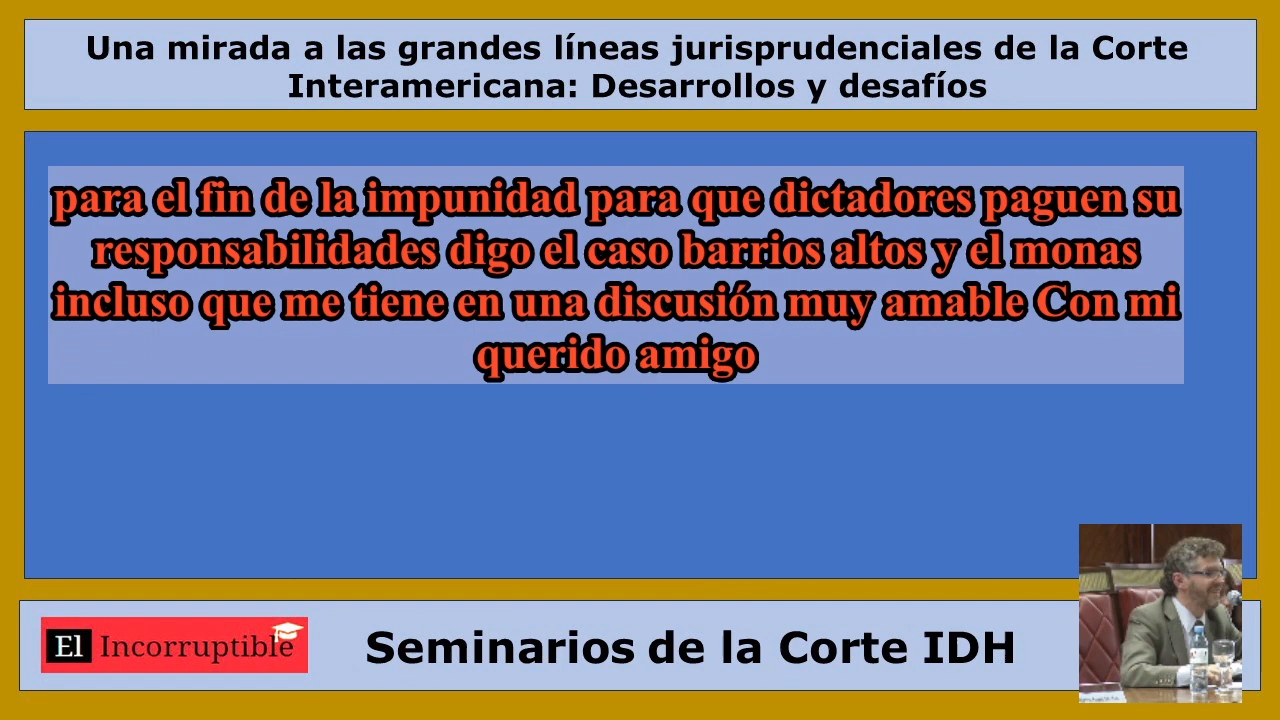 Una mirada a las grandes líneas jurisprudenciales de la Corte
Interamericana: Desarrollos y desafíos
para el fin de la impunidad para que dictadores paguen su
responsabilidades digo el caso barrios altos y el monas
incluso que me tiene en una discusión muy amable Con mi
querido amigo
El Incorruptible
Seminarios de la Corte IDH